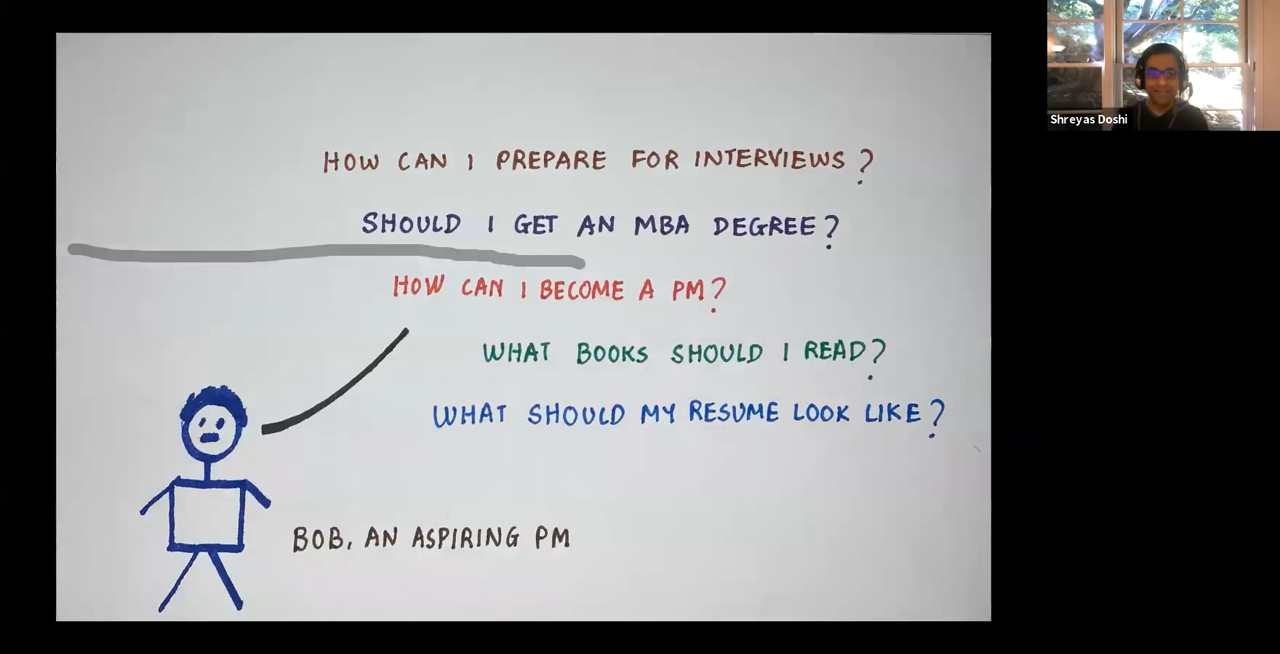 HOW CAN I PREPARE FOR INTERVIEWS?
Shreyas Doshi
SHOULD I GET AN MBA DEGREE?
HOW CAN I BECOME A PM?
WHAT BOOKS SHOULD I READ?
WHAT SHOULD MY RESUME LOOK LIKE?
BOB, AN ASPIRING PM